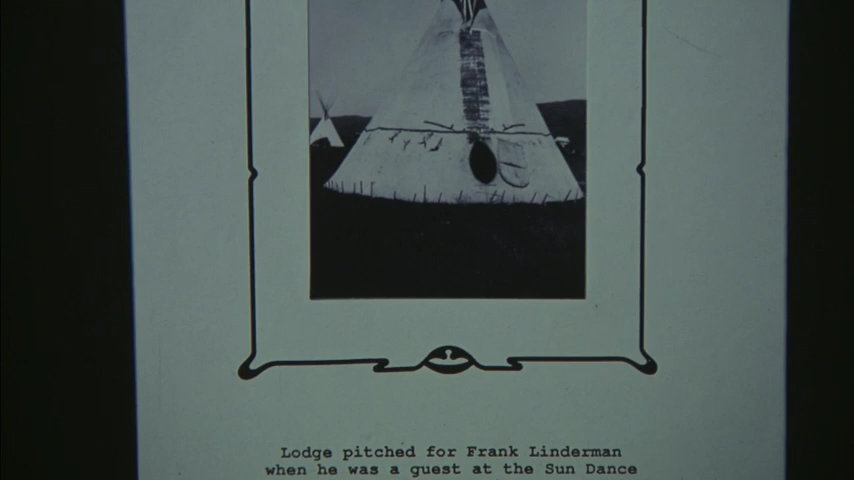 Lodge pitched for Frank Linderman
when he was a guest at the Sun Dance